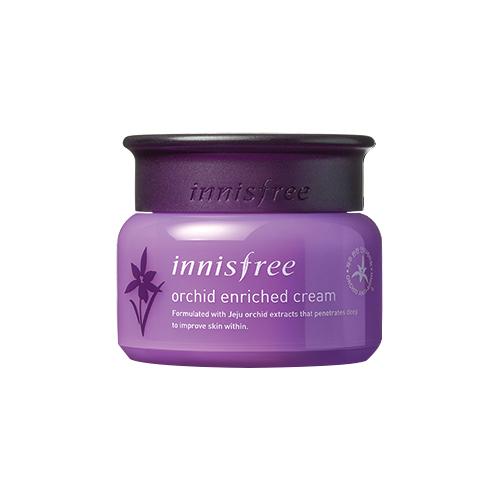 innisfree
innisfree
orchid enriched cream
Formulated with Jeju orchid extracts that penetrates deep
to improve skin within.